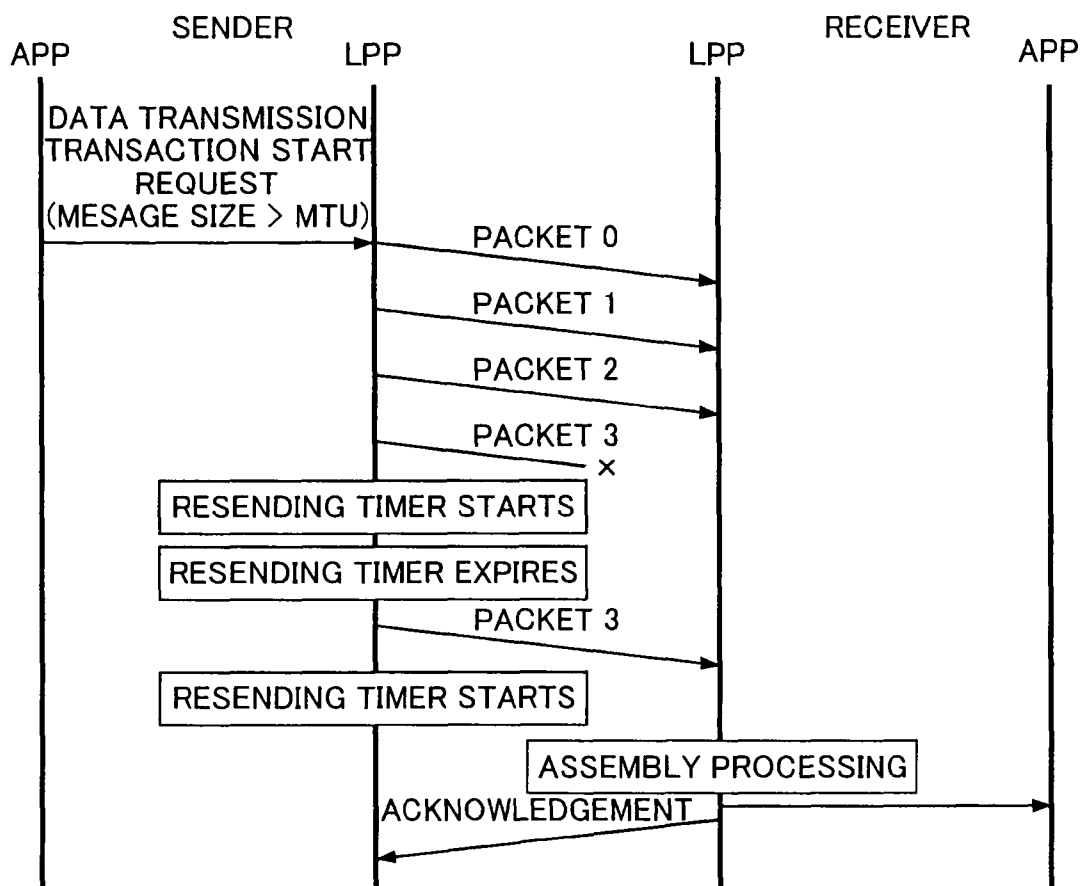 SENDER
RECEIVER
APP
LPP
LPP
APP
DATA TRANSMISSION
TRANSACTION START
REQUEST
(MESAGE SIZE > MTU)
PACKET 0
PACKET 1
PACKET 2
PACKET 3
×
RESENDING TIMER STARTS
RESENDING TIMER EXPIRES
PACKET 3
RESENDING TIMER STARTS
ASSEMBLY PROCESSING
ACKNOWLEDGEMENT